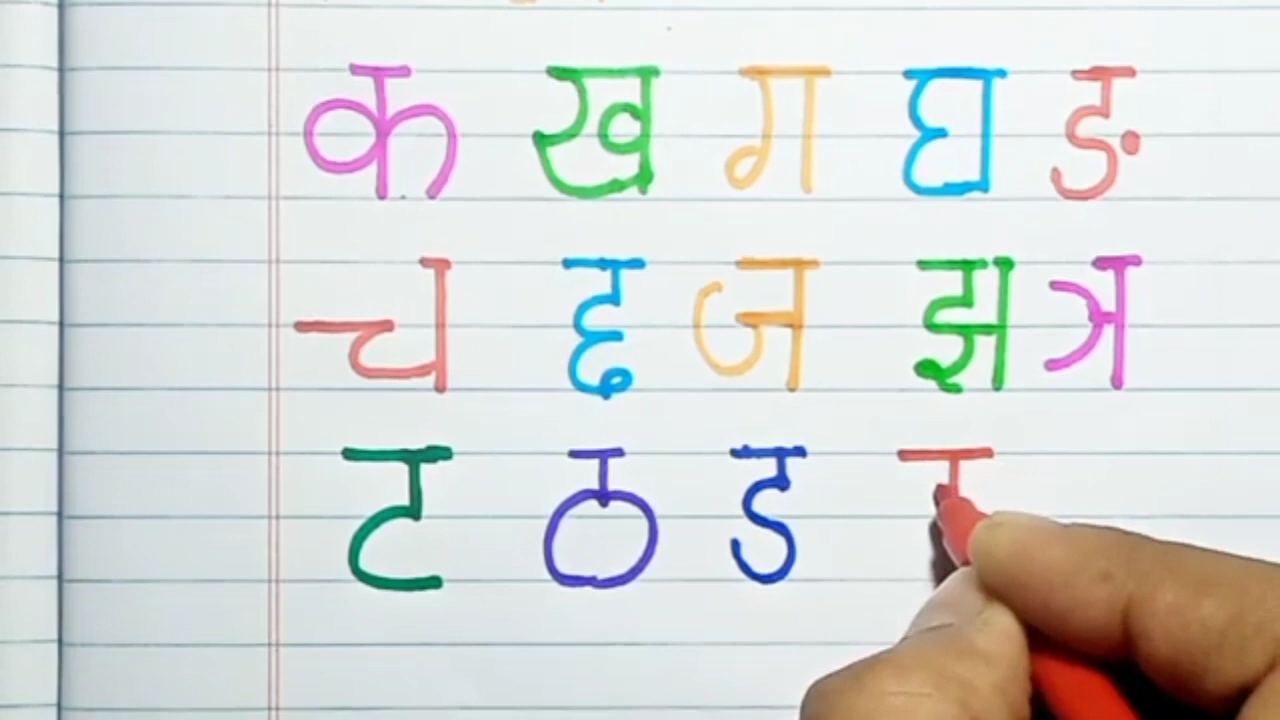 क ख ग घ ङ
च छ ज झ ञ
ट ठ ड